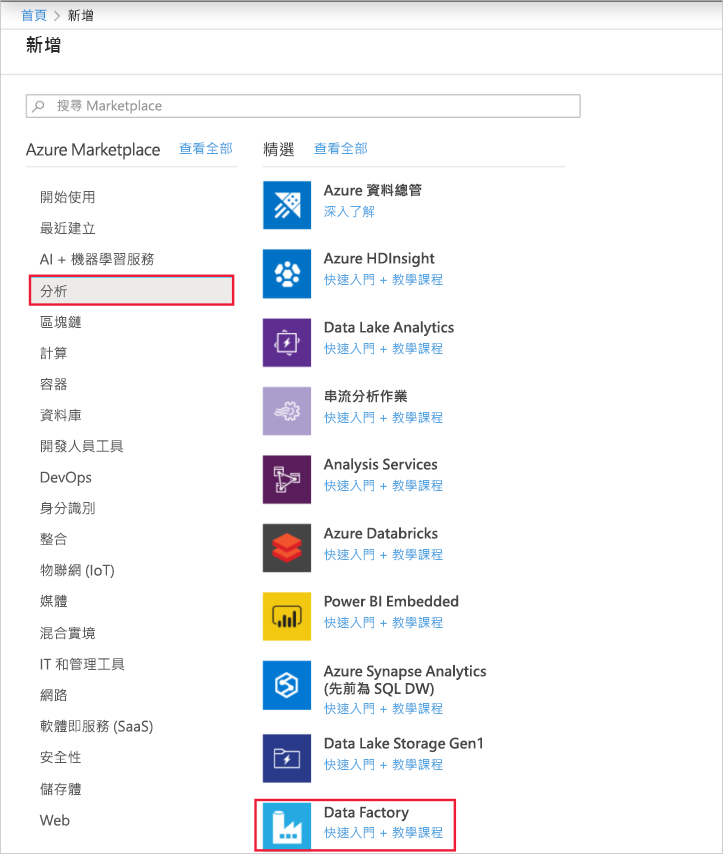 首頁 > 新增
新增
搜尋 Marketplace
Azure Marketplace 查看全部
開始使用
最近建立
AI + 機器學習服務
分析
區塊鏈
計算
容器
資料庫
開發人員工具
DevOps
身分識別
整合
物聯網 (IoT)
媒體
混合實境
IT 和管理工具
網路
軟體即服務 (SaaS)
安全性
儲存體
Web
精選 查看全部
Azure 資料總管
深入了解
Azure HDInsight
快速入門 + 教學課程
Data Lake Analytics
快速入門 + 教學課程
串流分析作業
快速入門 + 教學課程
Analysis Services
快速入門 + 教學課程
Azure Databricks
快速入門 + 教學課程
Power BI Embedded
快速入門 + 教學課程
Azure Synapse Analytics
(先前為 SQL DW)
快速入門 + 教學課程
Data Lake Storage Gen1
快速入門 + 教學課程
Data Factory
快速入門 + 教學課程